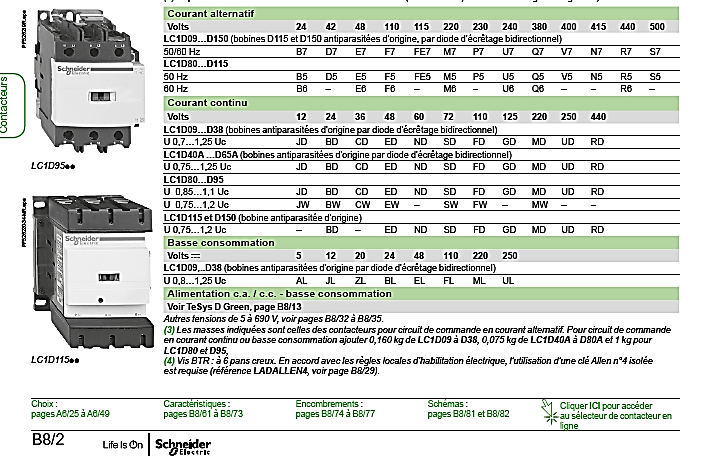 Courant alternatif
Volts 24 42 48 110 115 220 230 240 380 400 415 440 500
LC1D09...D150 (bobines D115 et D150 antiparasitées d'origine, par diode d'écrêtage bidirectionnel)
50/60 Hz B7 D7 E7 F7 FE7 M7 P7 U7 Q7 V7 N7 R7 S7
LC1D80...D115
50 Hz B5 D5 E5 F5 FE5 M5 P5 U5 Q5 V5 N5 R5 S5
60 Hz B6 – E6 F6 – M6 – U6 Q6 – – R6 –
Courant continu
Volts 12 24 36 48 60 72 110 125 220 250 440
LC1D09...D38 (bobines antiparasitées d'origine par diode d'écrêtage bidirectionnel)
U 0,7...1,25 Uc JD BD CD ED ND SD FD GD MD UD RD
LC1D40A ...D65A (bobines antiparasitées d'origine par diode d'écrêtage bidirectionnel)
U 0,75...1,25 Uc JD BD CD ED ND SD FD GD MD UD RD
LC1D80...D95
U 0,85...1,1 Uc JD BD CD ED ND SD FD GD MD UD RD
U 0,75...1,2 Uc JW BW CW EW – SW FW – MW – –
LC1D115 et D150 (bobine antiparasitée d'origine)
U 0,75...1,2 Uc – BD – ED ND SD FD GD MD UD RD
Basse consommation
Volts 5 12 20 24 48 110 220 250
LC1D09...D38 (bobines antiparasitées d'origine par diode d'écrêtage bidirectionnel)
U 0,8...1,25 Uc AL JL ZL BL EL FL ML UL
Alimentation c.a. / c.c. - basse consommation
Voir TeSys D Green, page B8/13
Autres tensions de 5 à 690 V, voir pages B8/32 à B8/35.
(3) Les masses indiquées sont celles des contacteurs pour circuit de commande en courant alternatif. Pour circuit de commande
en courant continu ou basse consommation ajouter 0,160 kg de LC1D09 à D38, 0,075 kg de LC1D40A à D80A et 1 kg pour
LC1D80 et D95,
(4) Vis BTR : à 6 pans creux. En accord avec les règles locales d'habilitation électrique, l'utilisation d'une clé Allen n°4 isolée
est requise (référence LADALLEN4, voir page B8/29).
Contacteurs
Schneider
Electric
LC1D95●●
Schneider
Electric
LC1D115●●
Choix :
pages A6/25 à A6/49
Caractéristiques :
pages B8/61 à B8/73
Encombrements :
pages B8/74 à B8/77
Schémas :
pages B8/81 et B8/82
Cliquer ICI pour accéder
au sélecteur de contacteur en
ligne
B8/2
Life Is On
Schneider
Electric